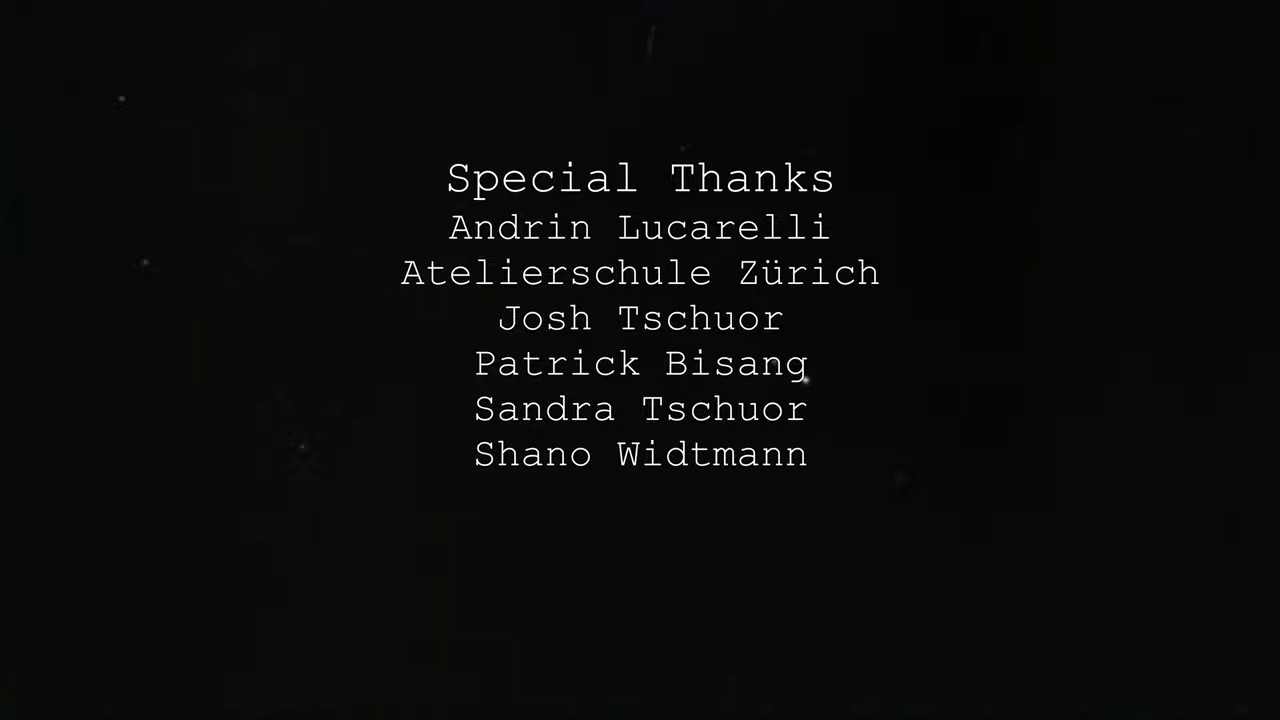 Special Thanks
Andrin Lucarelli
Atelierschule Zürich
Josh Tschuor
Patrick Bisang
Sandra Tschuor
Shano Widtmann